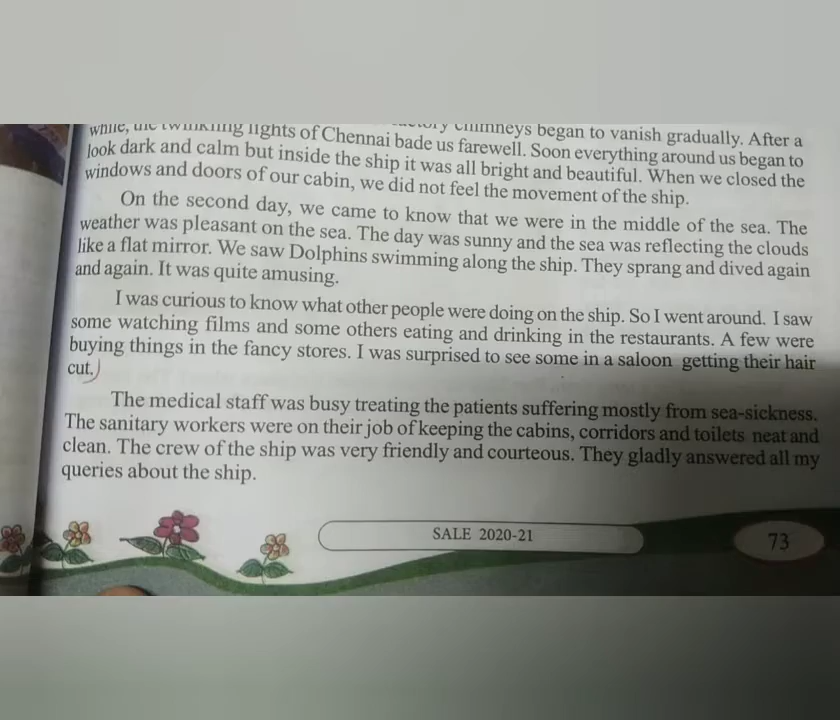 while, the twinkling lights of Chennai bade us farewell. Soon everything around us began to
chimneys began to vanish gradually. After a
look dark and calm but inside the ship it was all bright and beautiful. When we closed the
windows and doors of our cabin, we did not feel the movement of the ship.
On the second day, we came to know that we were in the middle of the sea. The
weather was pleasant on the sea. The day was sunny and the sea was reflecting the clouds
like a flat mirror. We saw Dolphins swimming along the ship. They sprang and dived again
and again. It was quite amusing.
I was curious to know what other people were doing on the ship. So I went around. I saw
some watching films and some others eating and drinking in the restaurants. A few were
buying things in the fancy stores. I was surprised to see some in a saloon getting their hair
cut.
The medical staff was busy treating the patients suffering mostly from sea-sickness.
The sanitary workers were on their job of keeping the cabins, corridors and toilets neat and
clean. The crew of the ship was very friendly and courteous. They gladly answered all my
queries about the ship.
SALE 2020-21
73